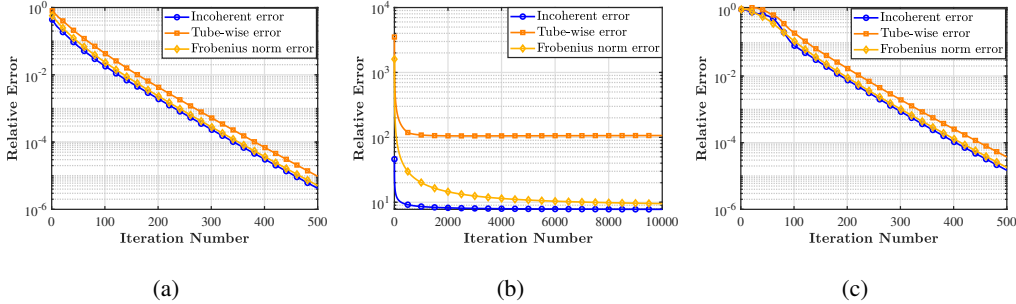 10^0
10^-2
10^-4
10^-6
0 100 200 300 400 500
Relative Error
Iteration Number
Incoherent error
Tube-wise error
Frobenius norm error
(a)
10^4
10^3
10^2
10^1
0 2000 4000 6000 8000 10000
Relative Error
Iteration Number
Incoherent error
Tube-wise error
Frobenius norm error
(b)
10^0
10^-2
10^-4
10^-6
0 100 200 300 400 500
Relative Error
Iteration Number
Incoherent error
Tube-wise error
Frobenius norm error
(c)